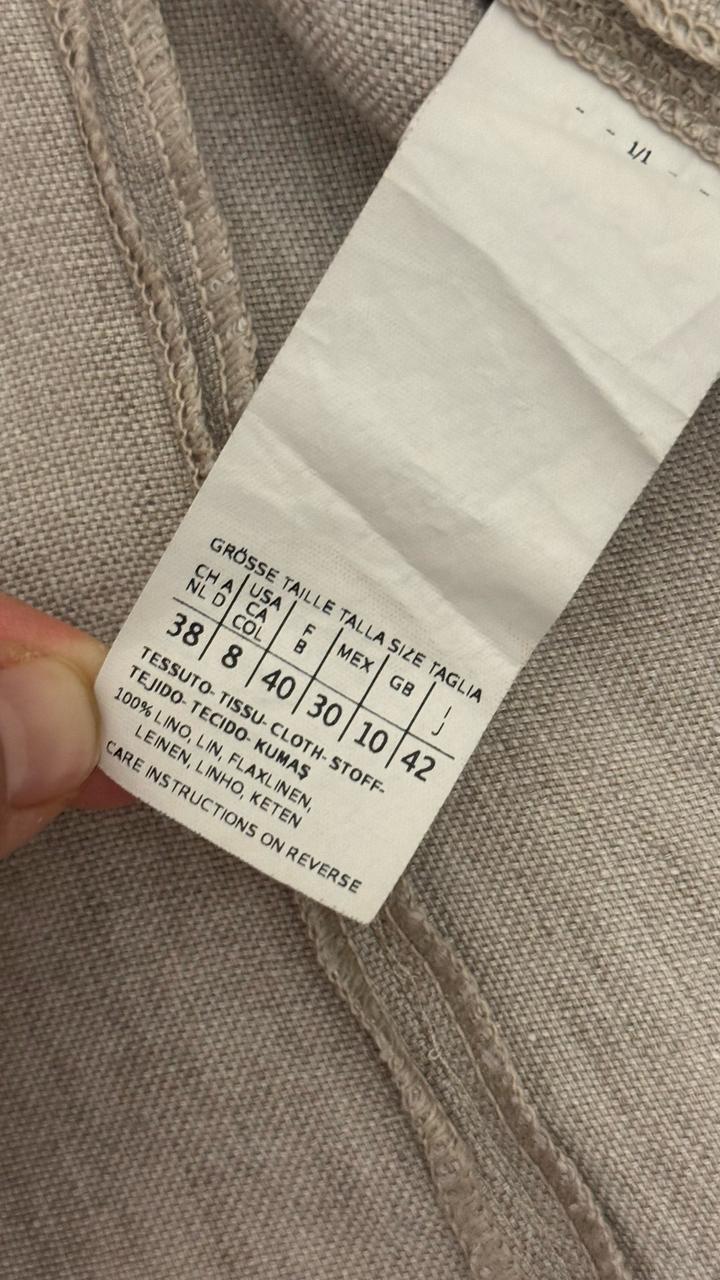 - - 1/1 - -
GRÖSSE TAILLE TALLA SIZE TAGLIA
CH A NL D | USA CA COL | F B | MEX | GB | I J
38 | 8 | 40 | 30 | 10 | 42
TESSUTO- TISSU- CLOTH- STOFF-
TEJIDO- TECIDO- KUMAŞ
100% LINO, LIN, FLAXLINEN,
LEINEN, LINHO, KETEN
CARE INSTRUCTIONS ON REVERSE